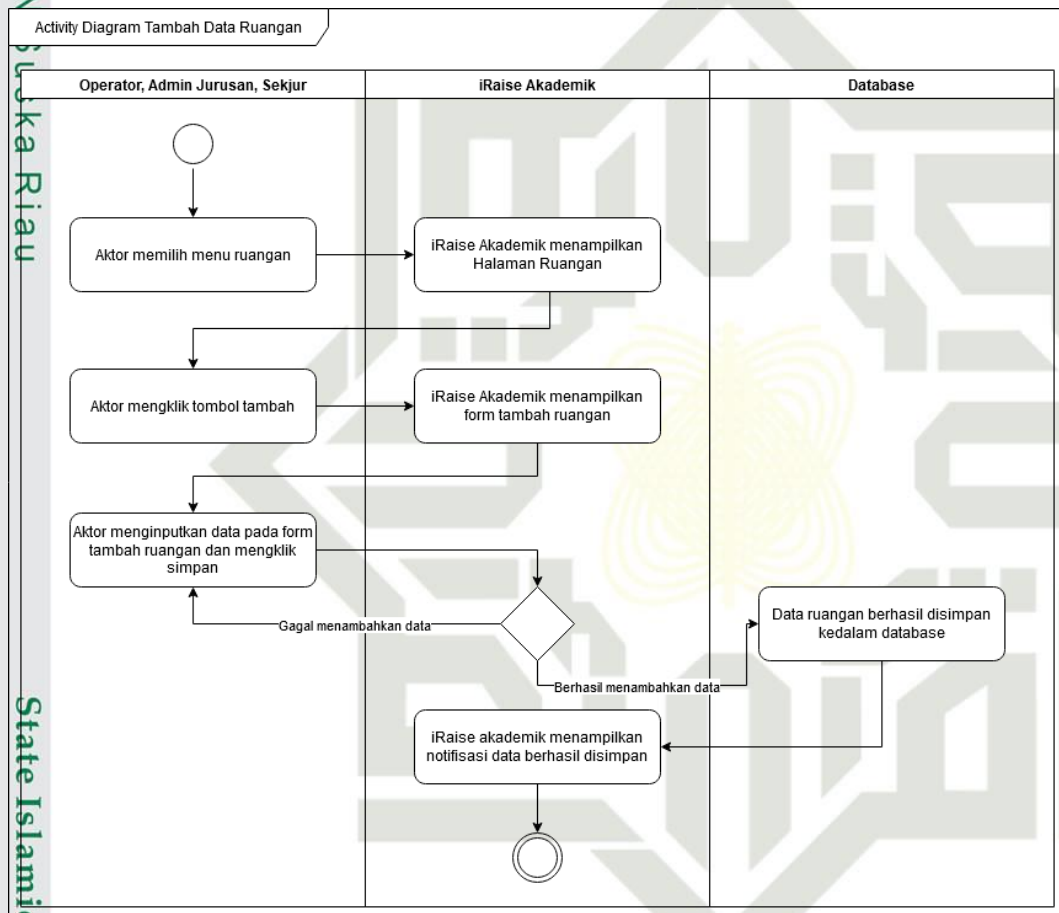 Activity Diagram Tambah Data Ruangan
Operator, Admin Jurusan, Sekjur
iRaise Akademik
Database
Aktor memilih menu ruangan
iRaise Akademik menampilkan
Halaman Ruangan
Aktor mengklik tombol tambah
iRaise Akademik menampilkan
form tambah ruangan
Aktor menginputkan data pada form
tambah ruangan dan mengklik
simpan
Gagal menambahkan data
Data ruangan berhasil disimpan
kedalam database
Berhasil menambahkan data
iRaise akademik menampilkan
notifisasi data berhasil disimpan
Suska Riau
State Islamic